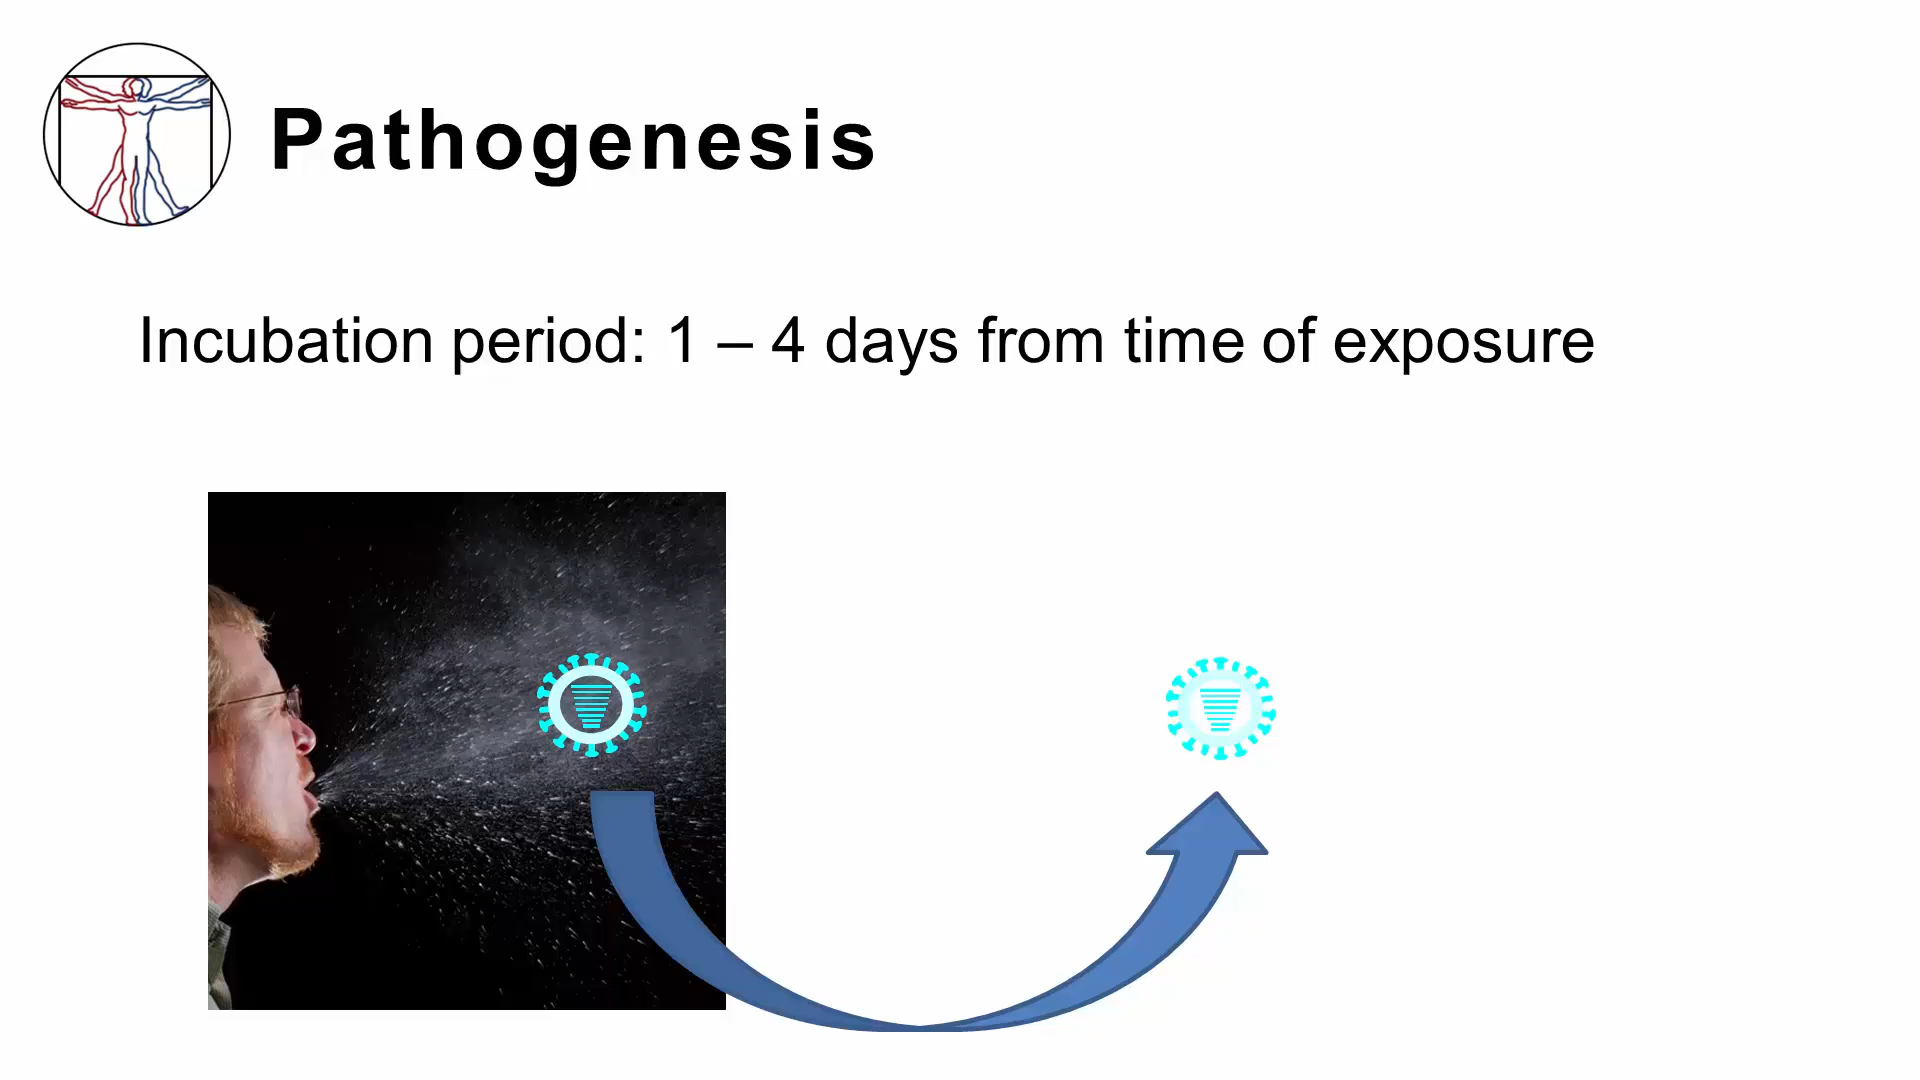 Pathogenesis
Incubation period: 1 – 4 days from time of exposure